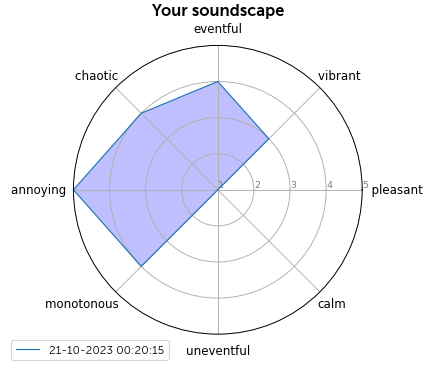 Your soundscape
eventful
chaotic
vibrant
annoying
1 2 3 4 5
pleasant
monotonous
calm
uneventful
21-10-2023 00:20:15